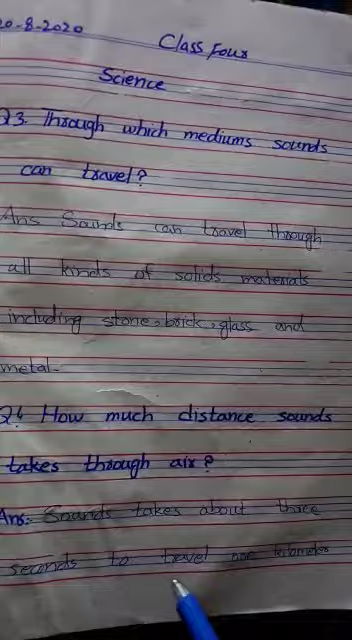 20-8-2020
Class Four
Science
Q3. Through which mediums sounds
can travel?
Ans Sounds can travel through
all kinds of solids materials
including stone, brick, glass and
metal.
Q4 How much distance sounds
takes through air?
Ans:- Sounds takes about three
seconds to travel one kilometer